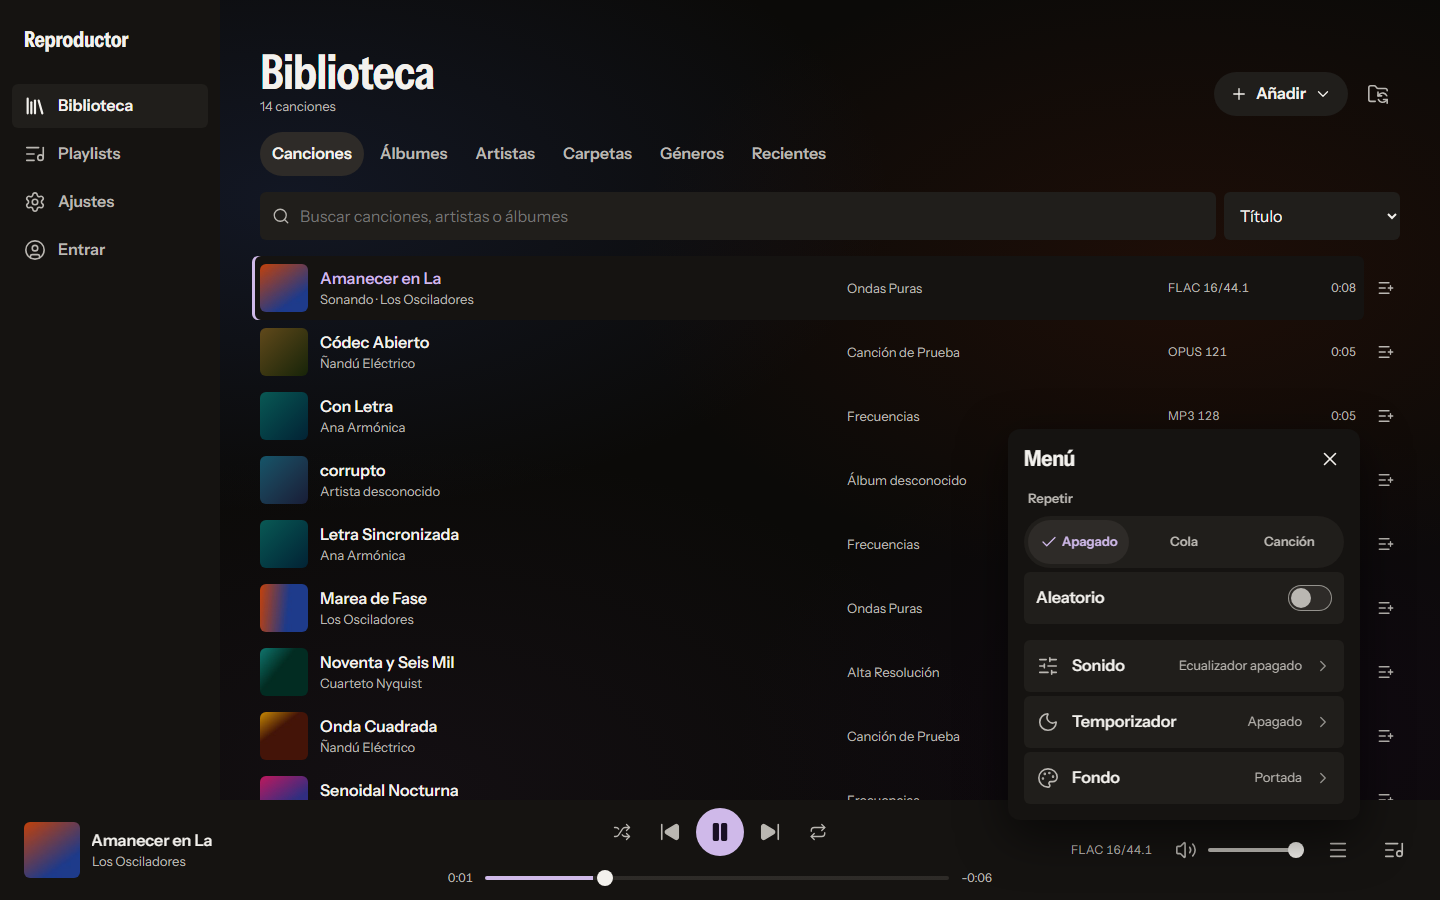 Reproductor
Biblioteca
Playlists
Ajustes
Entrar
Biblioteca
14 canciones
Añadir
Canciones
Álbumes
Artistas
Carpetas
Géneros
Recientes
Buscar canciones, artistas o álbumes
Título
Amanecer en La
Sonando · Los Osciladores
Ondas Puras
FLAC 16/44.1
0:08
Códec Abierto
Ñandú Eléctrico
Canción de Prueba
OPUS 121
0:05
Con Letra
Ana Armónica
Frecuencias
MP3 128
0:05
corrupto
Artista desconocido
Álbum desconocido
Letra Sincronizada
Ana Armónica
Frecuencias
Marea de Fase
Los Osciladores
Ondas Puras
Noventa y Seis Mil
Cuarteto Nyquist
Alta Resolución
Onda Cuadrada
Ñandú Eléctrico
Canción de Prueba
Senoidal Nocturna
Frecuencias
Menú
Repetir
Apagado
Cola
Canción
Aleatorio
Sonido
Ecualizador apagado
Temporizador
Apagado
Fondo
Portada
Amanecer en La
Los Osciladores
0:01
-0:06
FLAC 16/44.1